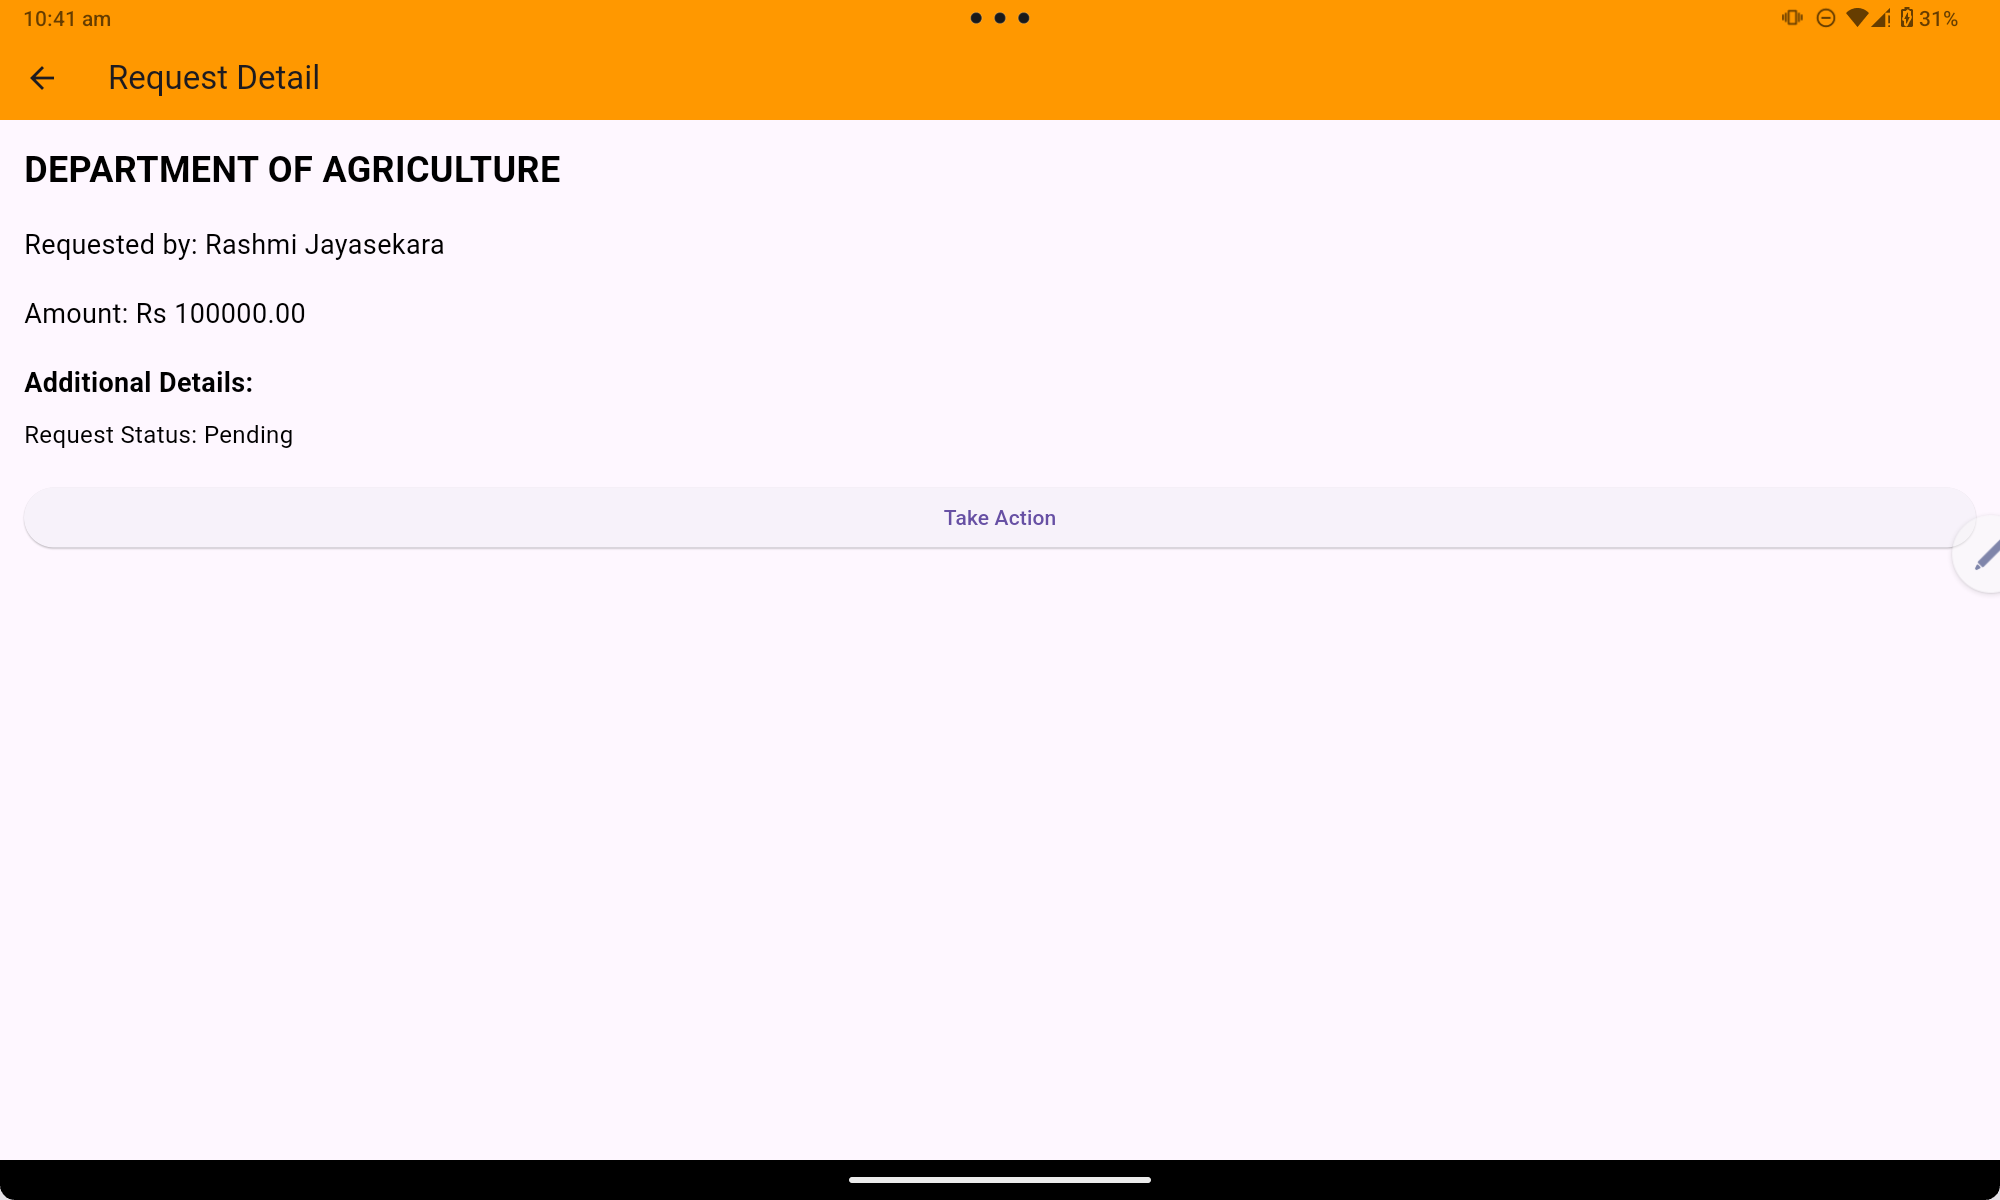 10:41 am
31%
Request Detail
DEPARTMENT OF AGRICULTURE
Requested by: Rashmi Jayasekara
Amount: Rs 100000.00
Additional Details:
Request Status: Pending
Take Action